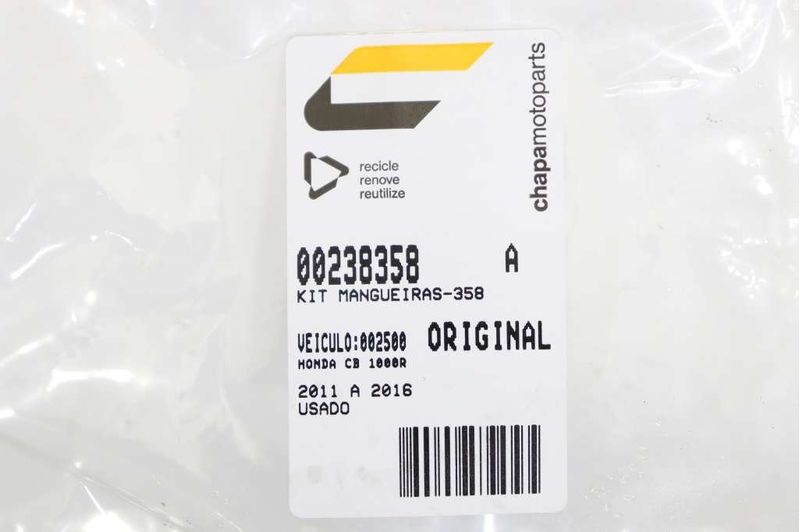 chapamotoparts
recicle
renove
reutilize
00238358 A
KIT MANGUEIRAS-358
VEICULO:002500 ORIGINAL
HONDA CB 1000R
2011 A 2016
USADO